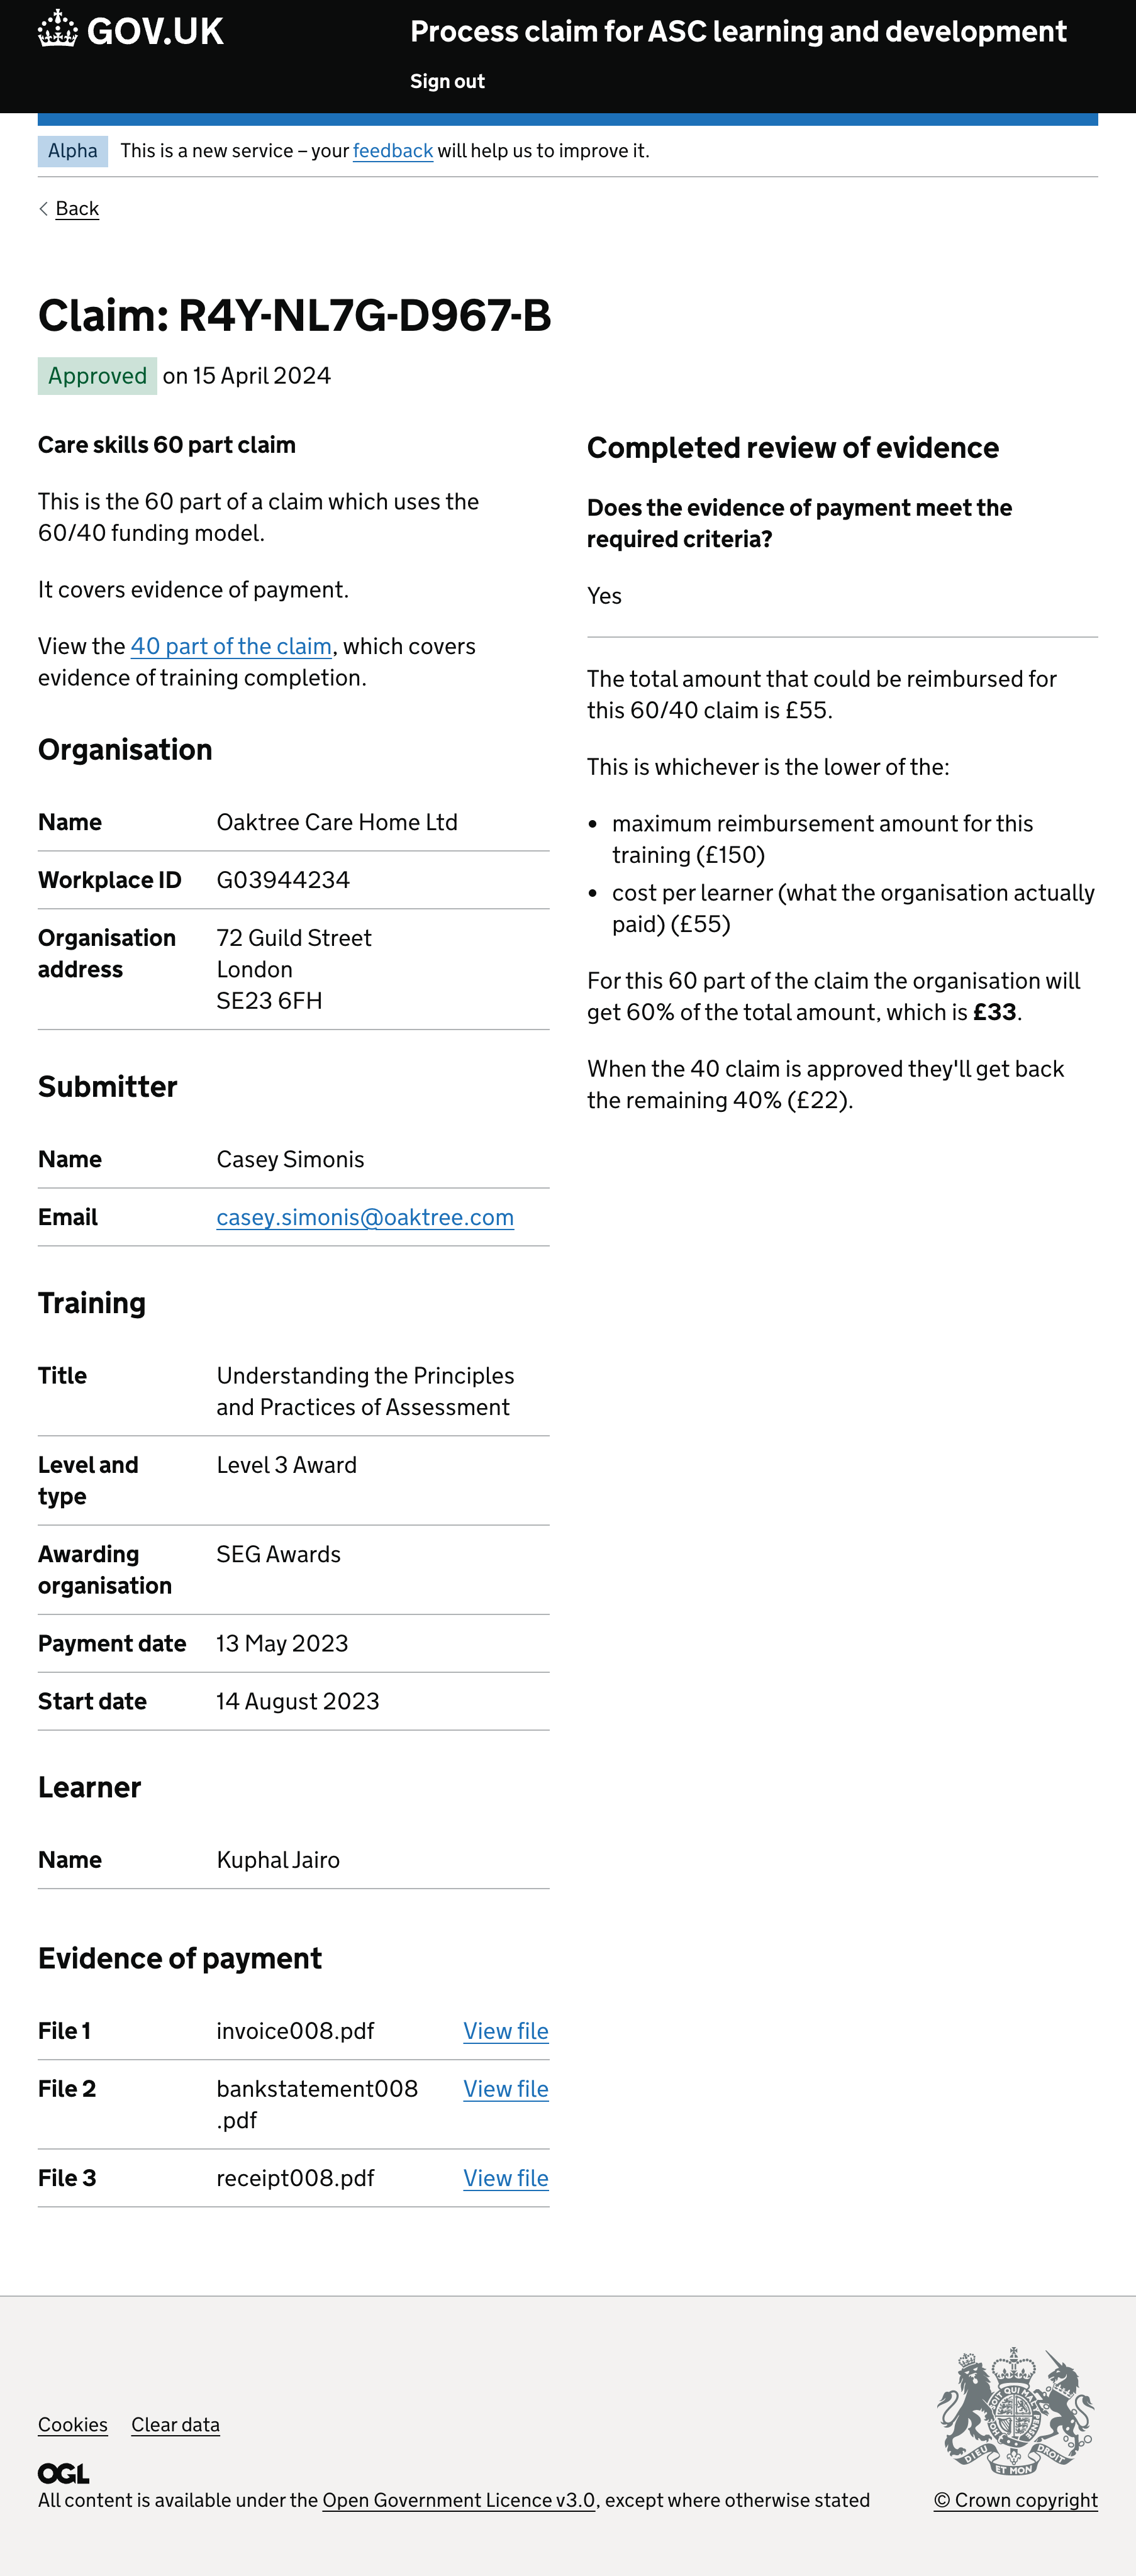 GOV.UK
Process claim for ASC learning and development
Sign out
Alpha
This is a new service – your feedback will help us to improve it.
Back
Claim: R4Y-NL7G-D967-B
Approved on 15 April 2024
Care skills 60 part claim
This is the 60 part of a claim which uses the
60/40 funding model.
It covers evidence of payment.
View the 40 part of the claim, which covers
evidence of training completion.
Organisation
Name Oaktree Care Home Ltd
Workplace ID G03944234
Organisation address 72 Guild Street
London
SE23 6FH
Submitter
Name Casey Simonis
Email casey.simonis@oaktree.com
Training
Title Understanding the Principles
and Practices of Assessment
Level and type Level 3 Award
Awarding organisation SEG Awards
Payment date 13 May 2023
Start date 14 August 2023
Learner
Name Kuphal Jairo
Evidence of payment
File 1 invoice008.pdf View file
File 2 bankstatement008 View file
.pdf
File 3 receipt008.pdf View file
Completed review of evidence
Does the evidence of payment meet the
required criteria?
Yes
The total amount that could be reimbursed for
this 60/40 claim is £55.
This is whichever is the lower of the:
• maximum reimbursement amount for this
training (£150)
• cost per learner (what the organisation actually
paid) (£55)
For this 60 part of the claim the organisation will
get 60% of the total amount, which is £33.
When the 40 claim is approved they'll get back
the remaining 40% (£22).
Cookies Clear data
OGL
All content is available under the Open Government Licence v3.0, except where otherwise stated
DIEU
ET MON
DROIT
© Crown copyright